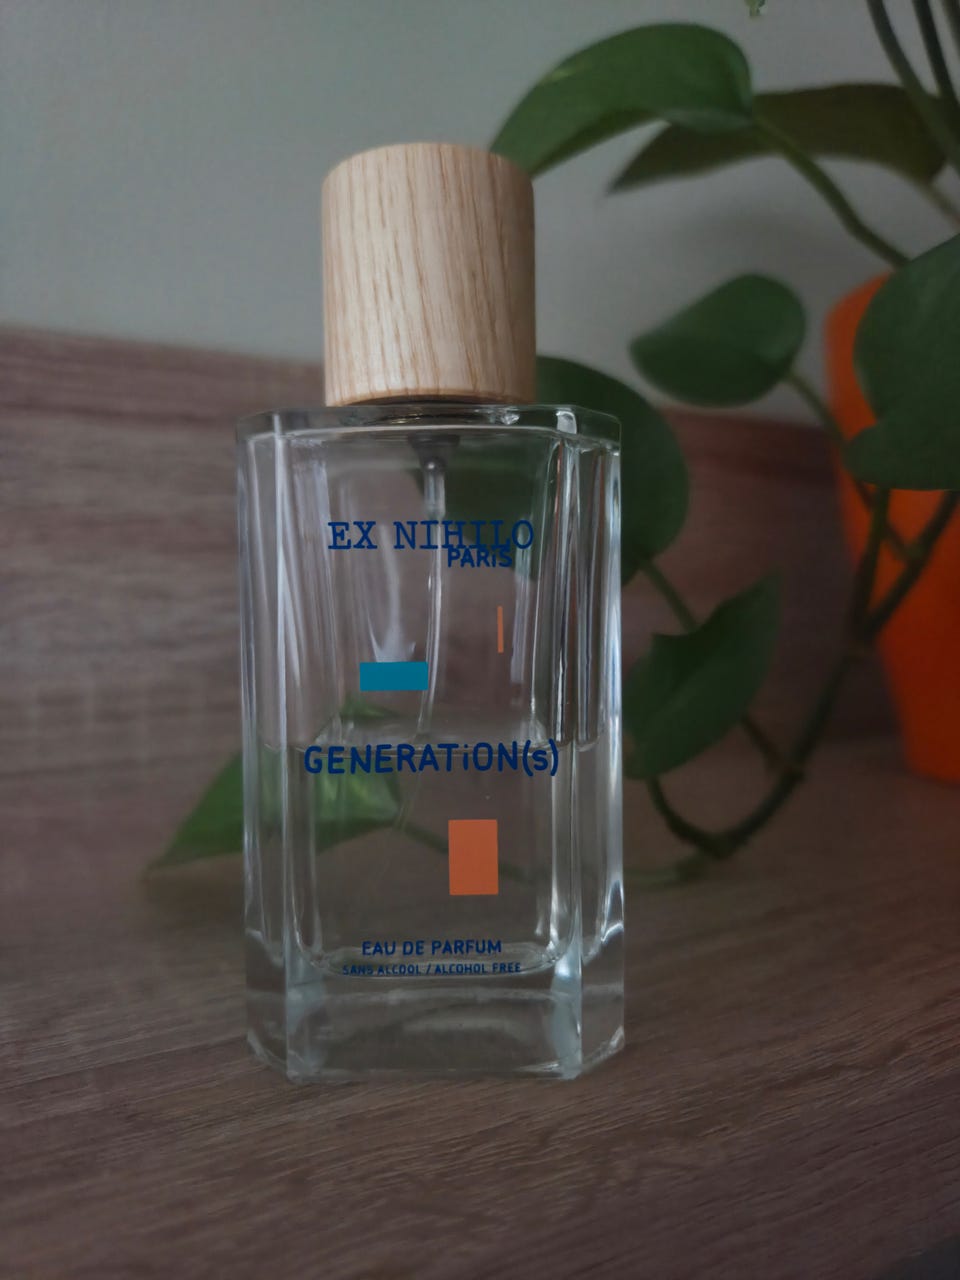 EX NIHILO
PARiS
GENERATiON(s)
EAU DE PARFUM
SANS ALCOOL / ALCOHOL FREE